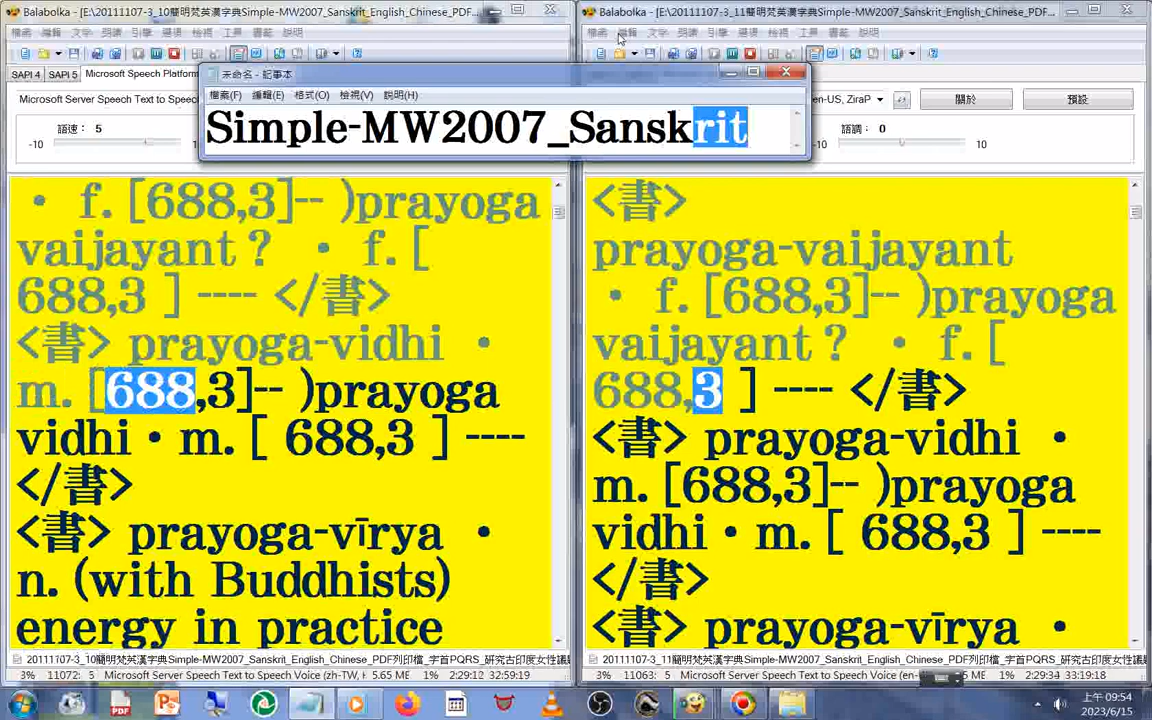 Balabolka - [E:\20111107-3_10簡明梵英漢字典Simple-MW2007_Sanskrit_English_Chinese_PDF...
Balabolka - [E:\20111107-3_11簡明梵英漢字典Simple-MW2007_Sanskrit_English_Chinese_PDF...
SAPI 4 SAPI 5 Microsoft Speech Platform
未命名 - 記事本
檔案(F) 編輯(E) 格式(O) 檢視(V) 說明(H)
Simple-MW2007_Sanskrit
Microsoft Server Speech Text to Speec
en-US, ZiraP
關於
預設
語速： 5
語調： 0
-10
-10
10
• f. [688,3]-- )prayoga
vaijayant ? • f. [
688,3 ] ---- </書>
<書> prayoga-vidhi •
m. [688,3]-- )prayoga
vidhi • m. [ 688,3 ] ----
</書>
<書> prayoga-vīrya •
n. (with Buddhists)
energy in practice
<書>
prayoga-vaijayant
• f. [688,3]-- )prayoga
vaijayant ? • f. [
688,3 ] ---- </書>
<書> prayoga-vidhi •
m. [688,3]-- )prayoga
vidhi • m. [ 688,3 ] ----
</書>
<書> prayoga-vīrya •
20111107-3_10簡明梵英漢字典Simple-MW2007_Sanskrit_English_Chinese_PDF列印檔_字首PQRS_研究古印度女性議
20111107-3_11簡明梵英漢字典Simple-MW2007_Sanskrit_English_Chinese_PDF列印檔_字首PQRS_研究古印度女性議
3% 11072: 5 Microsoft Server Speech Text to Speech Voice (zh-TW, H 5.65 ME 1% 2:29:12 32:59:19
3% 11063: 5 Microsoft Server Speech Text to Speech Voice (en- 1% 2:29:34 33:19:18
上午 09:54
2023/6/15